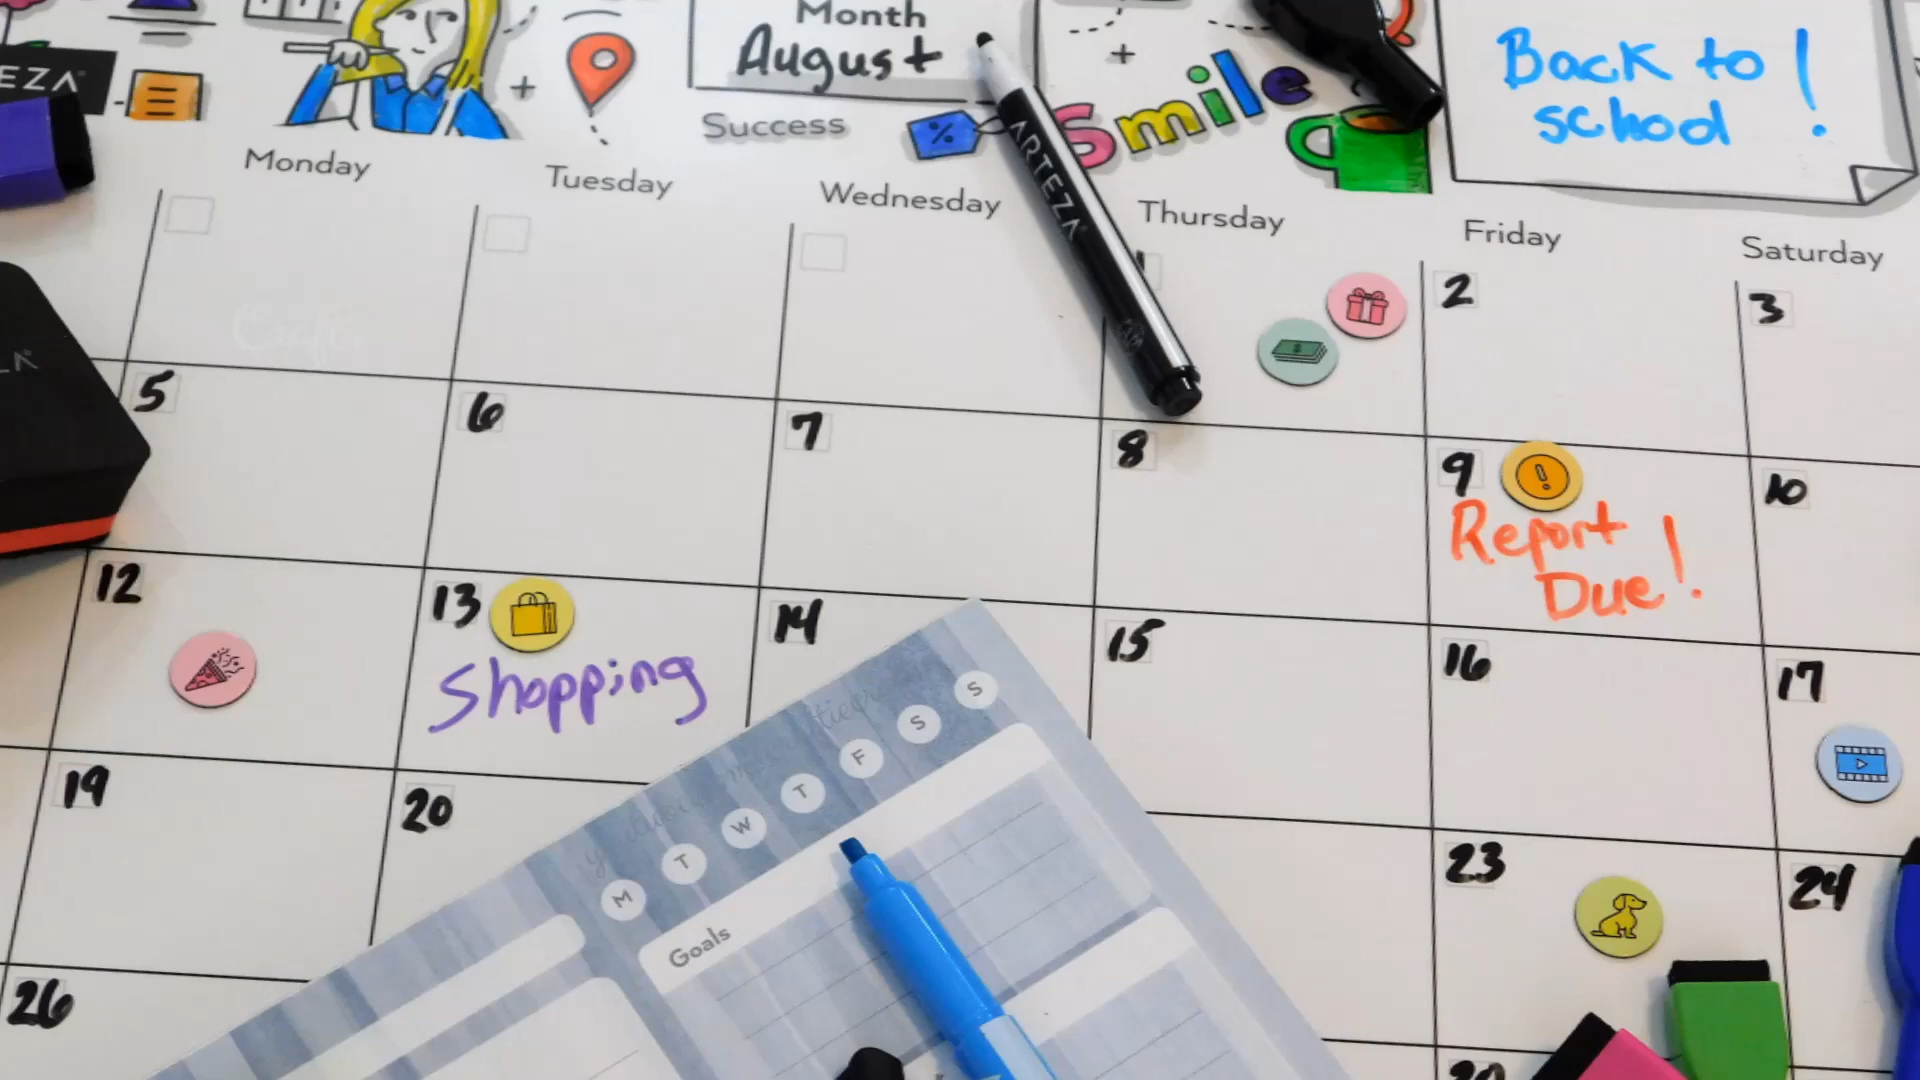 EZA
Month
August
Success
Smile
%
ARTEZA
Back to !
school
Monday
Tuesday
Wednesday
Thursday
Friday
Saturday
1
2
3
5
6
7
8
9
10
Report
Due!
12
13
14
15
16
17
Shopping
19
20
23
24
26
M
T
W
T
F
S
S
Goals